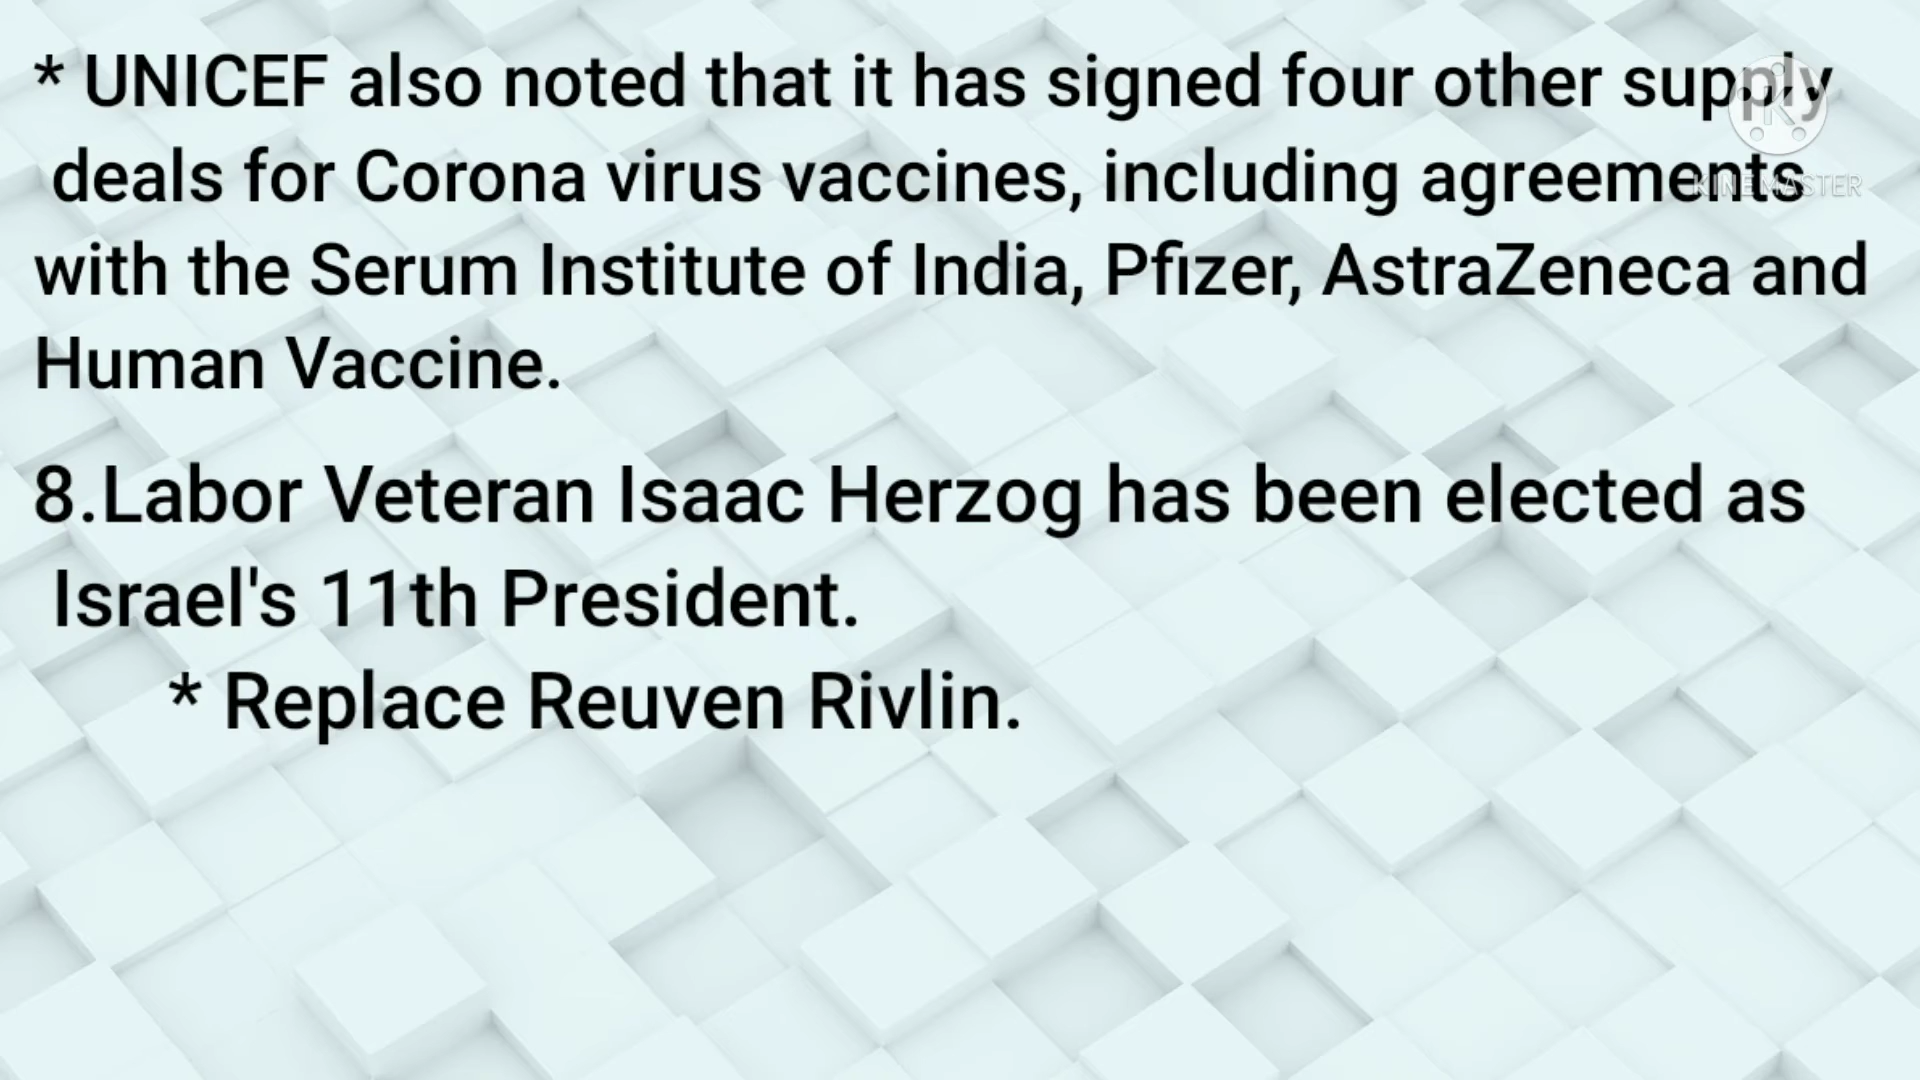 * UNICEF also noted that it has signed four other supply
deals for Corona virus vaccines, including agreements
with the Serum Institute of India, Pfizer, AstraZeneca and
Human Vaccine.
8.Labor Veteran Isaac Herzog has been elected as
Israel's 11th President.
* Replace Reuven Rivlin.
K
KINEMASTER